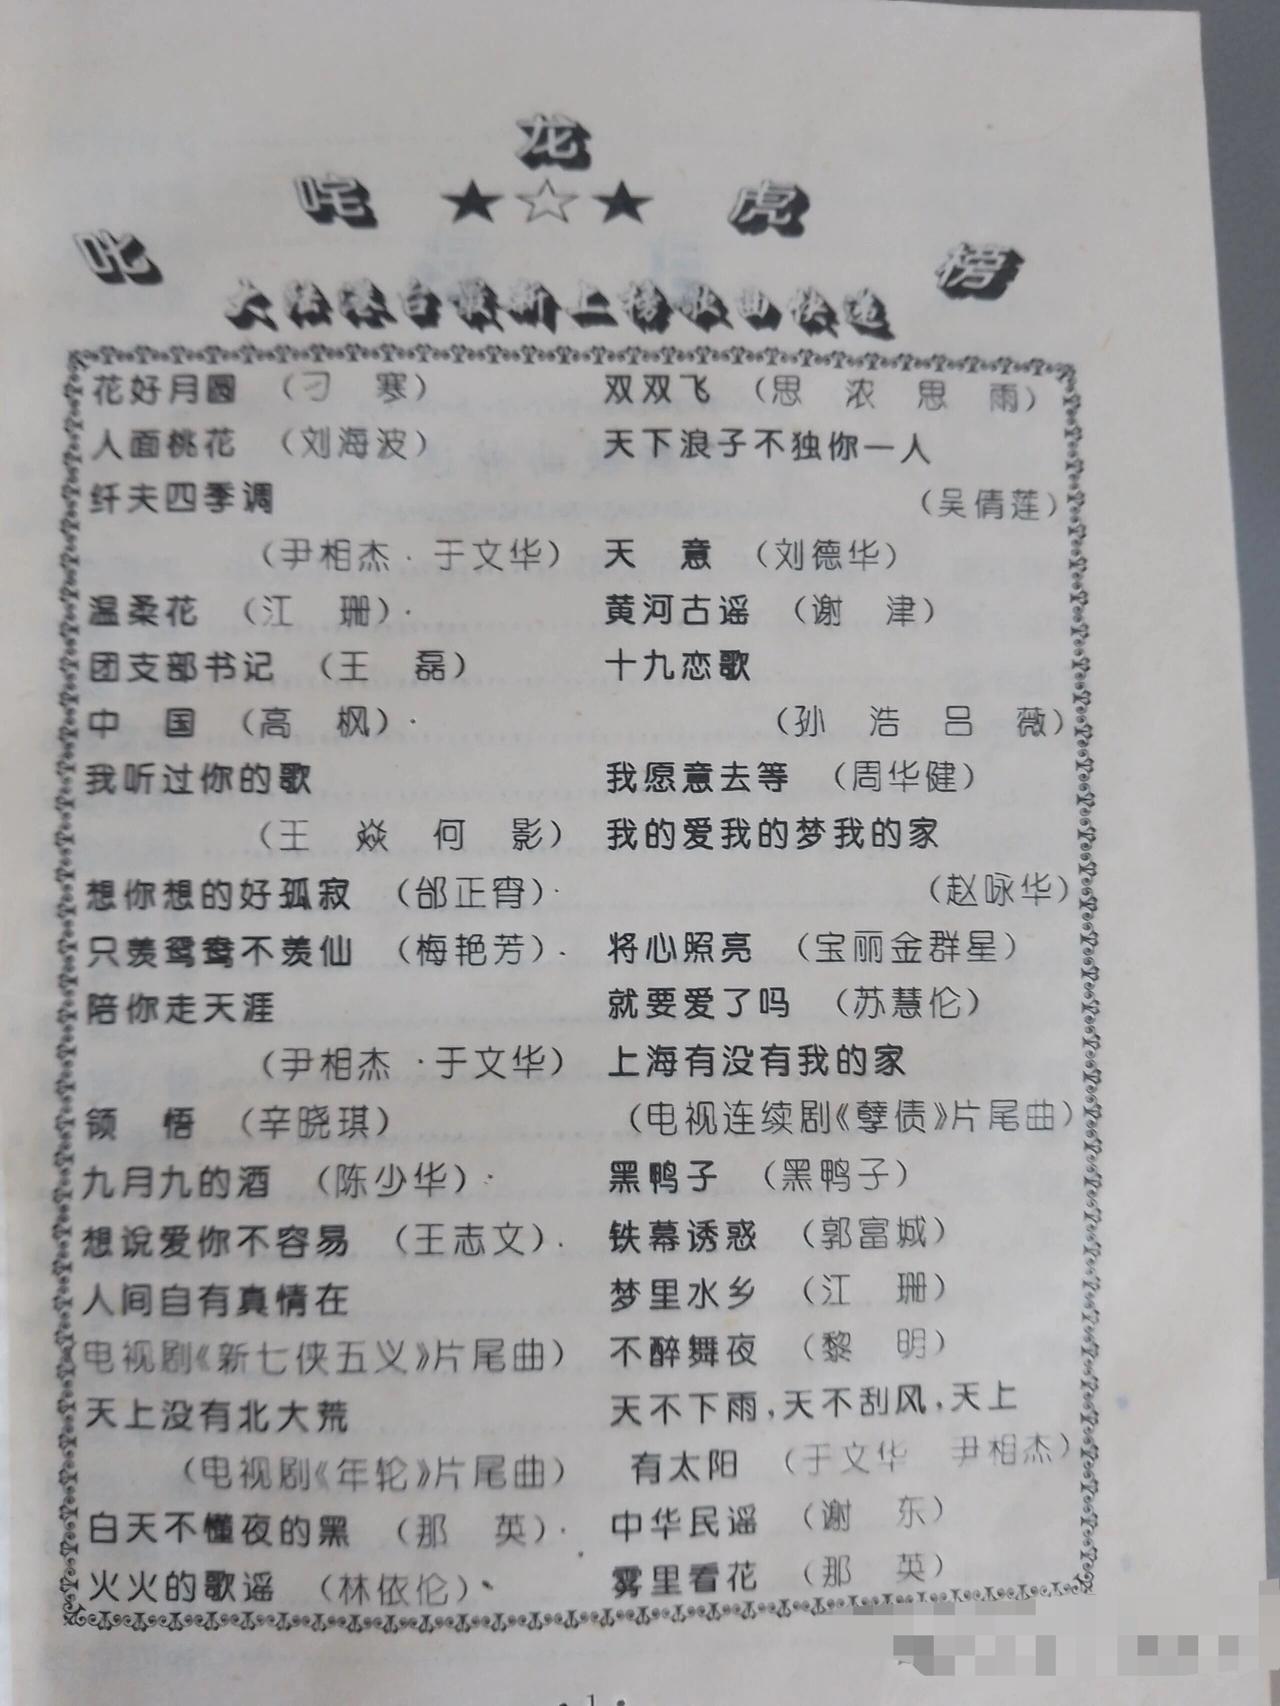 叱咤龙虎榜
★☆★
大陆港台最新上榜歌曲快递
花好月圆 （刁 寒）
人面桃花 （刘海波）
纤夫四季调
（尹相杰·于文华）
温柔花 （江 珊）·
团支部书记 （王 磊）
中 国 （高 枫）·
我听过你的歌
（王 焱 何 影）
想你想的好孤寂 （邰正宵）·
只羡鸳鸯不羡仙 （梅艳芳）·
陪你走天涯
（尹相杰·于文华）
领 悟 （辛晓琪）
九月九的酒 （陈少华）·
想说爱你不容易 （王志文）·
人间自有真情在
电视剧《新七侠五义》片尾曲）
天上没有北大荒
（电视剧《年轮》片尾曲）
白天不懂夜的黑 （那 英）·
火火的歌谣 （林依伦）、
双双飞 （思 浓 思 雨）
天下浪子不独你一人
（吴倩莲）
天 意 （刘德华）
黄河古谣 （谢 津）
十九恋歌
（孙 浩 吕 薇）
我愿意去等 （周华健）
我的爱我的梦我的家
（赵咏华）
将心照亮 （宝丽金群星）
就要爱了吗 （苏慧伦）
上海有没有我的家
（电视连续剧《孽债》片尾曲）
黑鸭子 （黑鸭子）
铁幕诱惑 （郭富城）
梦里水乡 （江 珊）
不醉舞夜 （黎 明）
天不下雨，天不刮风，天上
有太阳 （于文华 尹相杰）
中华民谣 （谢 东）
雾里看花 （那 英）
·1·